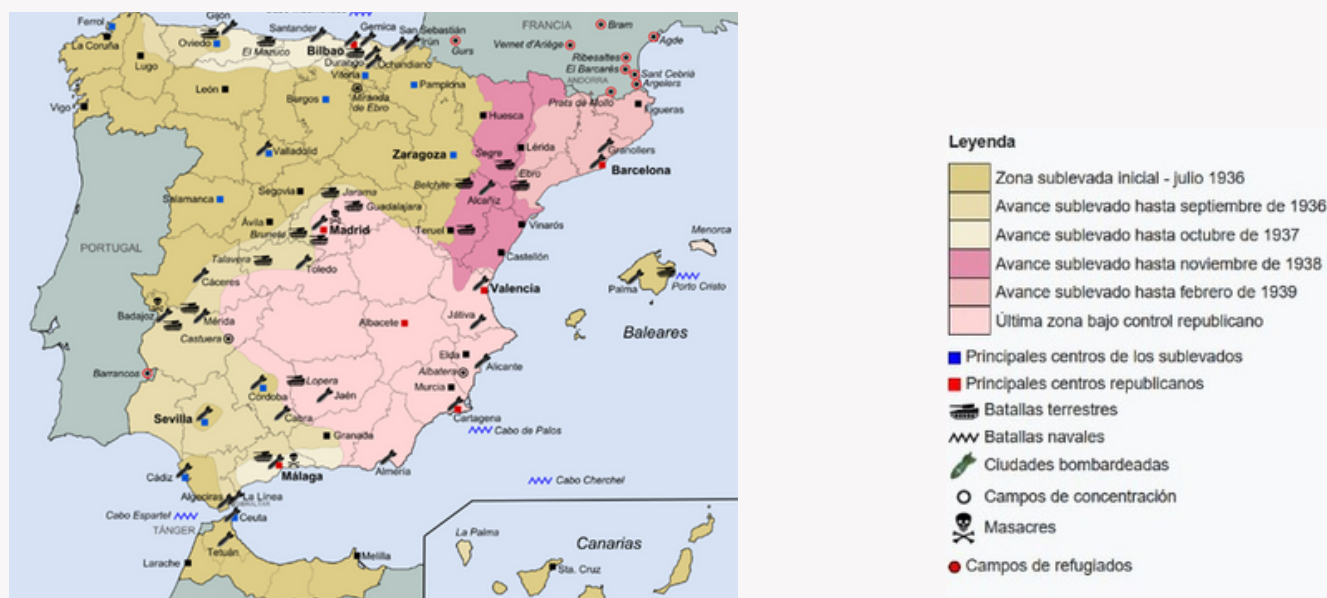 Ferrol
Gijón
Santander
Gernica
San Sebastián
FRANCIA
Bram
La Coruña
Oviedo
El Mazuco
Bilbao
Irún
Gurs
Vernet d'Ariège
Agde
Lugo
Durango
Ochandiano
Ribesaltes
Vitoria
El Barcarés
Sant Cebrià
León
Burgos
Miranda
de Ebro
Pamplona
ANDORRA
Argelers
Prats de Molló
Vigo
Huesca
Figueras
Valladolid
Zaragoza
Segre
Lérida
Granollers
Barcelona
Salamanca
Segovia
Jarama
Belchite
Ebro
Guadalajara
Alcañiz
Ávila
Brunete
Madrid
Teruel
Vinarós
Menorca
PORTUGAL
Talavera
Toledo
Castellón
Cáceres
Valencia
Palma
Porto Cristo
Badajoz
Mérida
Albacete
Játiva
Baleares
Castuera
Elda
Barrancos
Albatera
Alicante
Lopera
Murcia
Córdoba
Jaén
Sevilla
Cabra
Cartagena
Granada
Cabo de Palos
Cádiz
Málaga
Almería
Algeciras
La Línea
Cabo Cherchel
Cabo Espartel
Ceuta
TÁNGER
Tetuán
La Palma
Canarias
Larache
Melilla
Sta. Cruz
Leyenda
Zona sublevada inicial - julio 1936
Avance sublevado hasta septiembre de 1936
Avance sublevado hasta octubre de 1937
Avance sublevado hasta noviembre de 1938
Avance sublevado hasta febrero de 1939
Última zona bajo control republicano
Principales centros de los sublevados
Principales centros republicanos
Batallas terrestres
Batallas navales
Ciudades bombardeadas
Campos de concentración
Masacres
Campos de refugiados